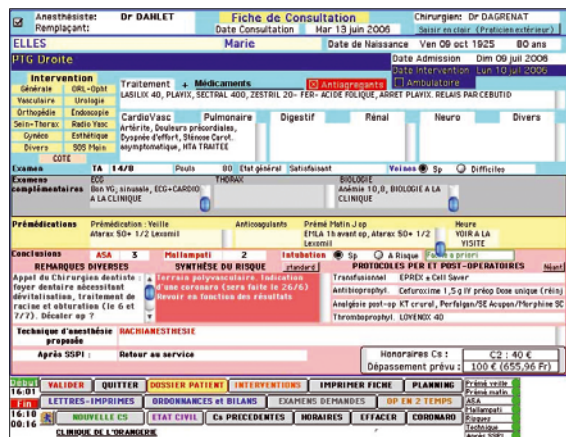 Anesthésiste: Dr DAHLET Fiche de Consultation Chirurgien: Dr DAGRENAT
Remplaçant: Date Consultation Mar 13 juin 2006 Saisir en clair (Praticien extérieur)
ELLES Marie Date de Naissance Ven 09 oct 1925 80 ans
PTG Droite Date Admission Dim 09 juil 2006
Date Intervention Lun 10 juil 2006
Intervention Traitement + Médicaments Antiagregants Ambulatoire
Générale ORL-Opht LASILIX 40, PLAVIX, SECTRAL 400, ZESTRIL 20- FER- ACIDE FOLIQUE, ARRET PLAVIX. RELAIS PAR CEBUTID
Vasculaire Urologie
Orthopédie Endoscopie CardioVasc Pulmonaire Digestif Rénal Neuro Divers
Sein-Thorax Radio Vasc Artérite, Douleurs précordiales,
Gynéco Esthétique Dyspnée d'effort, Sténose Carot.
Divers SOS Main asymptomatique, HTA TRAITEE
COTE
Examen TA 14/8 Pouls 80 Etat général Satisfaisant Veines Sp Difficiles
Examens complémentaires ECG THORAX BIOLOGIE
Bon VG, sinusale, ECG+CARDIO A LA CLINIQUE Anémie 10,8, BIOLOGIE A LA CLINIQUE
Prémédications Prémédication : Veille Anticoagulants Prémé Matin J op Heure
Atarax 50+ 1/2 Lexomil EMLA 1h avant op, Atarax 50+ 1/2 Lexomil VOIR A LA VISITE
Conclusions ASA 3 Mallampati 2 Intubation Sp A Risque
REMARQUES DIVERSES SYNTHÈSE DU RISQUE standard PROTOCOLES PER ET POST-OPERATOIRES Néant
Appel du Chirurgien dentiste : Terrain polyvasculaire. Indication Transfusionnel EPREX + Cell Saver
foyer dentaire nécessitant d'une coronaro (sera faite le 26/6) Antibioprophyl. Cefuroxime 1,5 g IV préop Dose unique (réinj
dévitalisation, traitement de Revoir en fonction des résultats Analgésie post-op KT crural, Perfalgan/SE Acupan/Morphine SC
racine et obturation (le 6 et Thromboprophyl. LOVENOX 40
7/7). Décaler op ?
Technique d'anesthésie proposée RACHIANESTHESIE
Après SSPI : Retour au service Honoraires Cs : C2 : 40 €
Dépassement prévu : 100 € (655,96 Fr)
Début VALIDER QUITTER DOSSIER PATIENT INTERVENTIONS IMPRIMER FICHE PLANNING Prémé veille
16:01 Prémé matin
Fin LETTRES-IMPRIMES ORDONNANCES et BILANS EXAMENS DEMANDES OP EN 2 TEMPS ASA
16:10 Mallampati
00:16 NOUVELLE CS ETAT CIVIL Cs PRECEDENTES HORAIRES EFFACER CORONARO Risques
Technique
CLINIQUE DE L'ORANGERIE Après SSPI